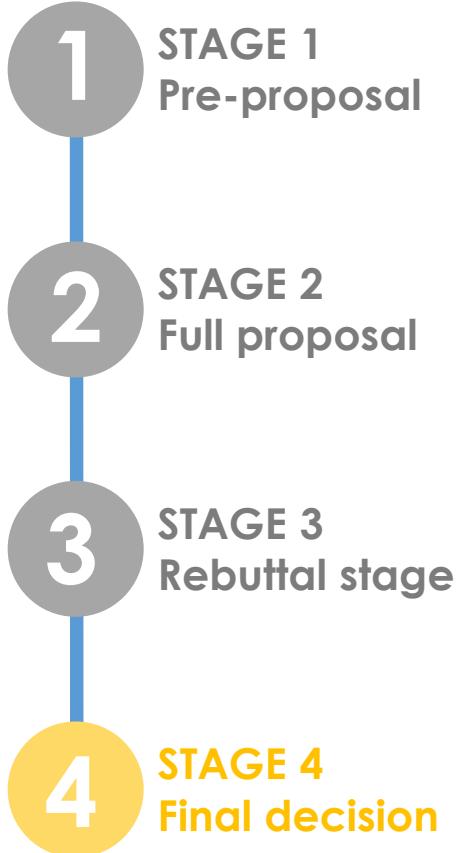 1
STAGE 1
Pre-proposal
2
STAGE 2
Full proposal
3
STAGE 3
Rebuttal stage
4
STAGE 4
Final decision